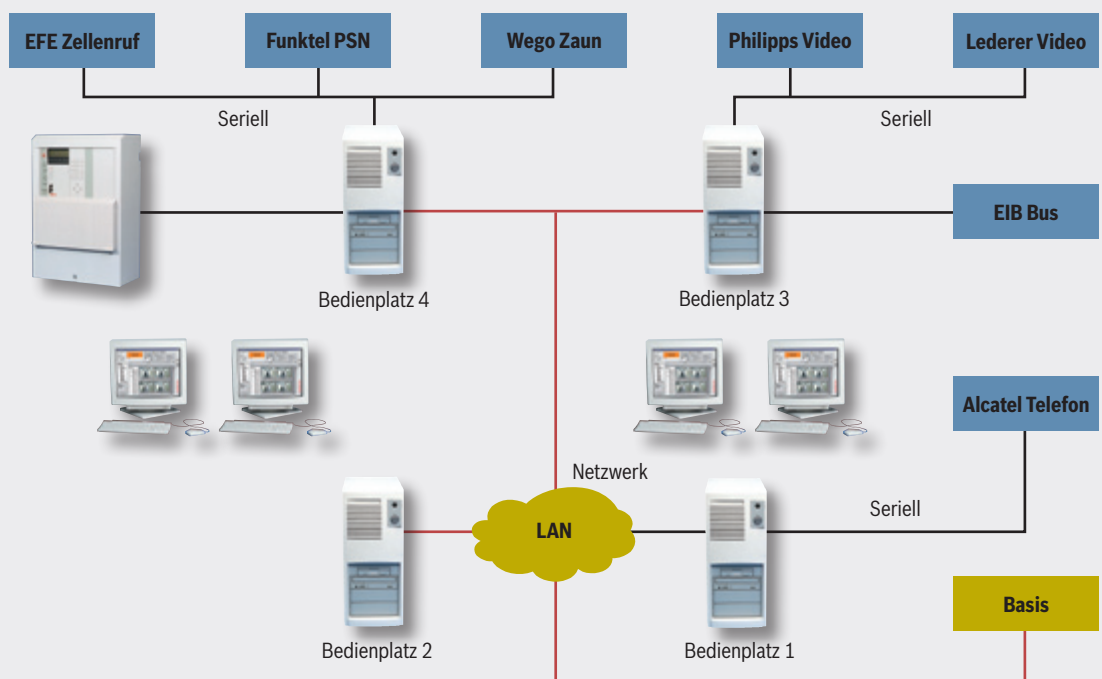 EFE Zellenruf
Funktel PSN
Wego Zaun
Philipps Video
Lederer Video
Seriell
Seriell
EIB Bus
Bedienplatz 4
Bedienplatz 3
Alcatel Telefon
Netzwerk
Seriell
LAN
Basis
Bedienplatz 2
Bedienplatz 1